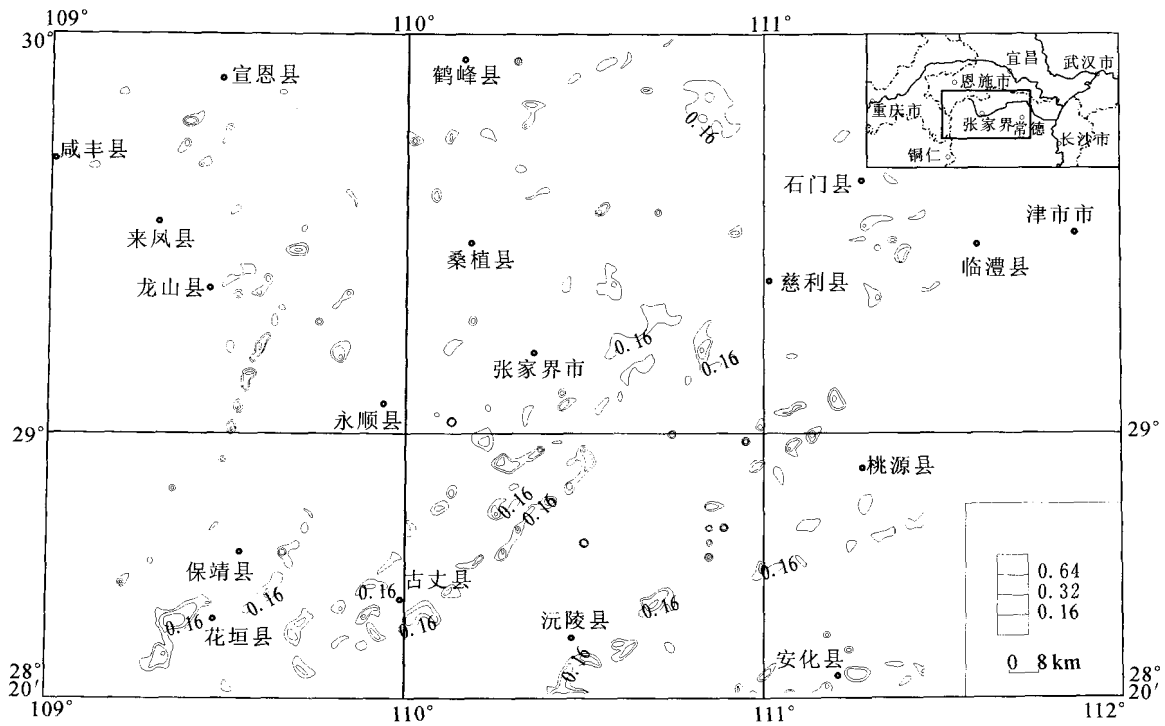 109°
110°
111°
30°
宣恩县
鹤峰县
宜昌
武汉市
恩施市
重庆市
张家界
常德
长沙市
铜仁
0.16
咸丰县
石门县
来凤县
津市市
桑植县
临澧县
龙山县
慈利县
0.16
0.16
张家界市
永顺县
29°
29°
桃源县
0.16
0.16
0.16
保靖县
0.64
0.32
0.16
古丈县
0.16
0.16
0.16
0.16
0.16
花垣县
沅陵县
0.16
安化县
0 8 km
28°
20′
28°
20′
109°
110°
111°
112°